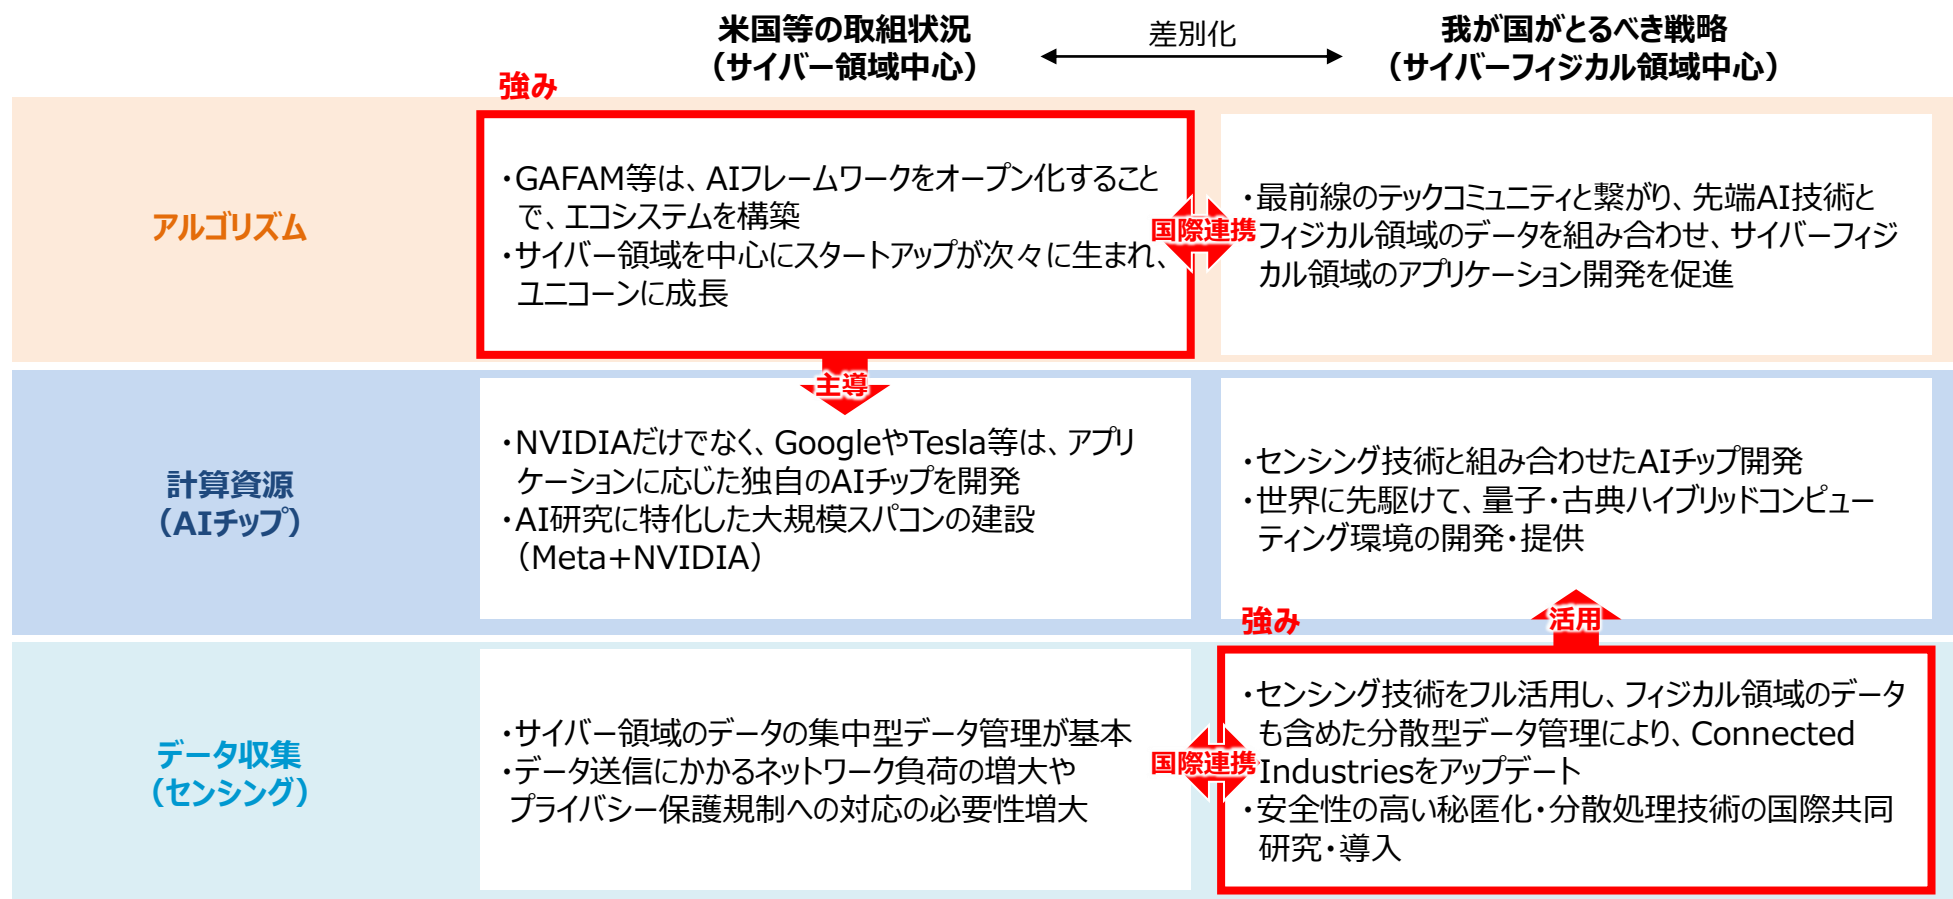 米国等の取組状況
（サイバー領域中心）
差別化
我が国がとるべき戦略
（サイバーフィジカル領域中心）
強み
アルゴリズム
・GAFAM等は、AIフレームワークをオープン化すること
で、エコシステムを構築
・サイバー領域を中心にスタートアップが次々に生まれ、
ユニコーンに成長
国際連携
・最前線のテックコミュニティと繋がり、先端AI技術と
フィジカル領域のデータを組み合わせ、サイバーフィジ
カル領域のアプリケーション開発を促進
主導
計算資源
（AIチップ）
・NVIDIAだけでなく、GoogleやTesla等は、アプリ
ケーションに応じた独自のAIチップを開発
・AI研究に特化した大規模スパコンの建設
（Meta+NVIDIA）
・センシング技術と組み合わせたAIチップ開発
・世界に先駆けて、量子・古典ハイブリッドコンピュー
ティング環境の開発・提供
強み
活用
データ収集
（センシング）
・サイバー領域のデータの集中型データ管理が基本
・データ送信にかかるネットワーク負荷の増大や
プライバシー保護規制への対応の必要性増大
国際連携
・センシング技術をフル活用し、フィジカル領域のデータ
も含めた分散型データ管理により、Connected
Industriesをアップデート
・安全性の高い秘匿化・分散処理技術の国際共同
研究・導入